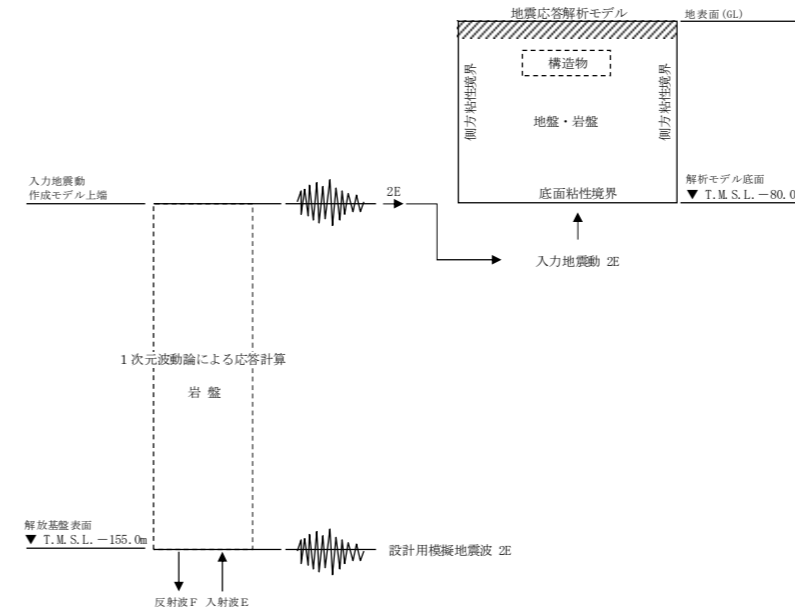 地震応答解析モデル
地表面(GL)
構造物
側方粘性境界
側方粘性境界
地盤・岩盤
入力地震動
作成モデル上端
2E
底面粘性境界
解析モデル底面
▼ T.M.S.L.－80.0
入力地震動 2E
1次元波動論による応答計算
岩 盤
解放基盤表面
▼ T.M.S.L.－155.0m
設計用模擬地震波 2E
反射波F 入射波E